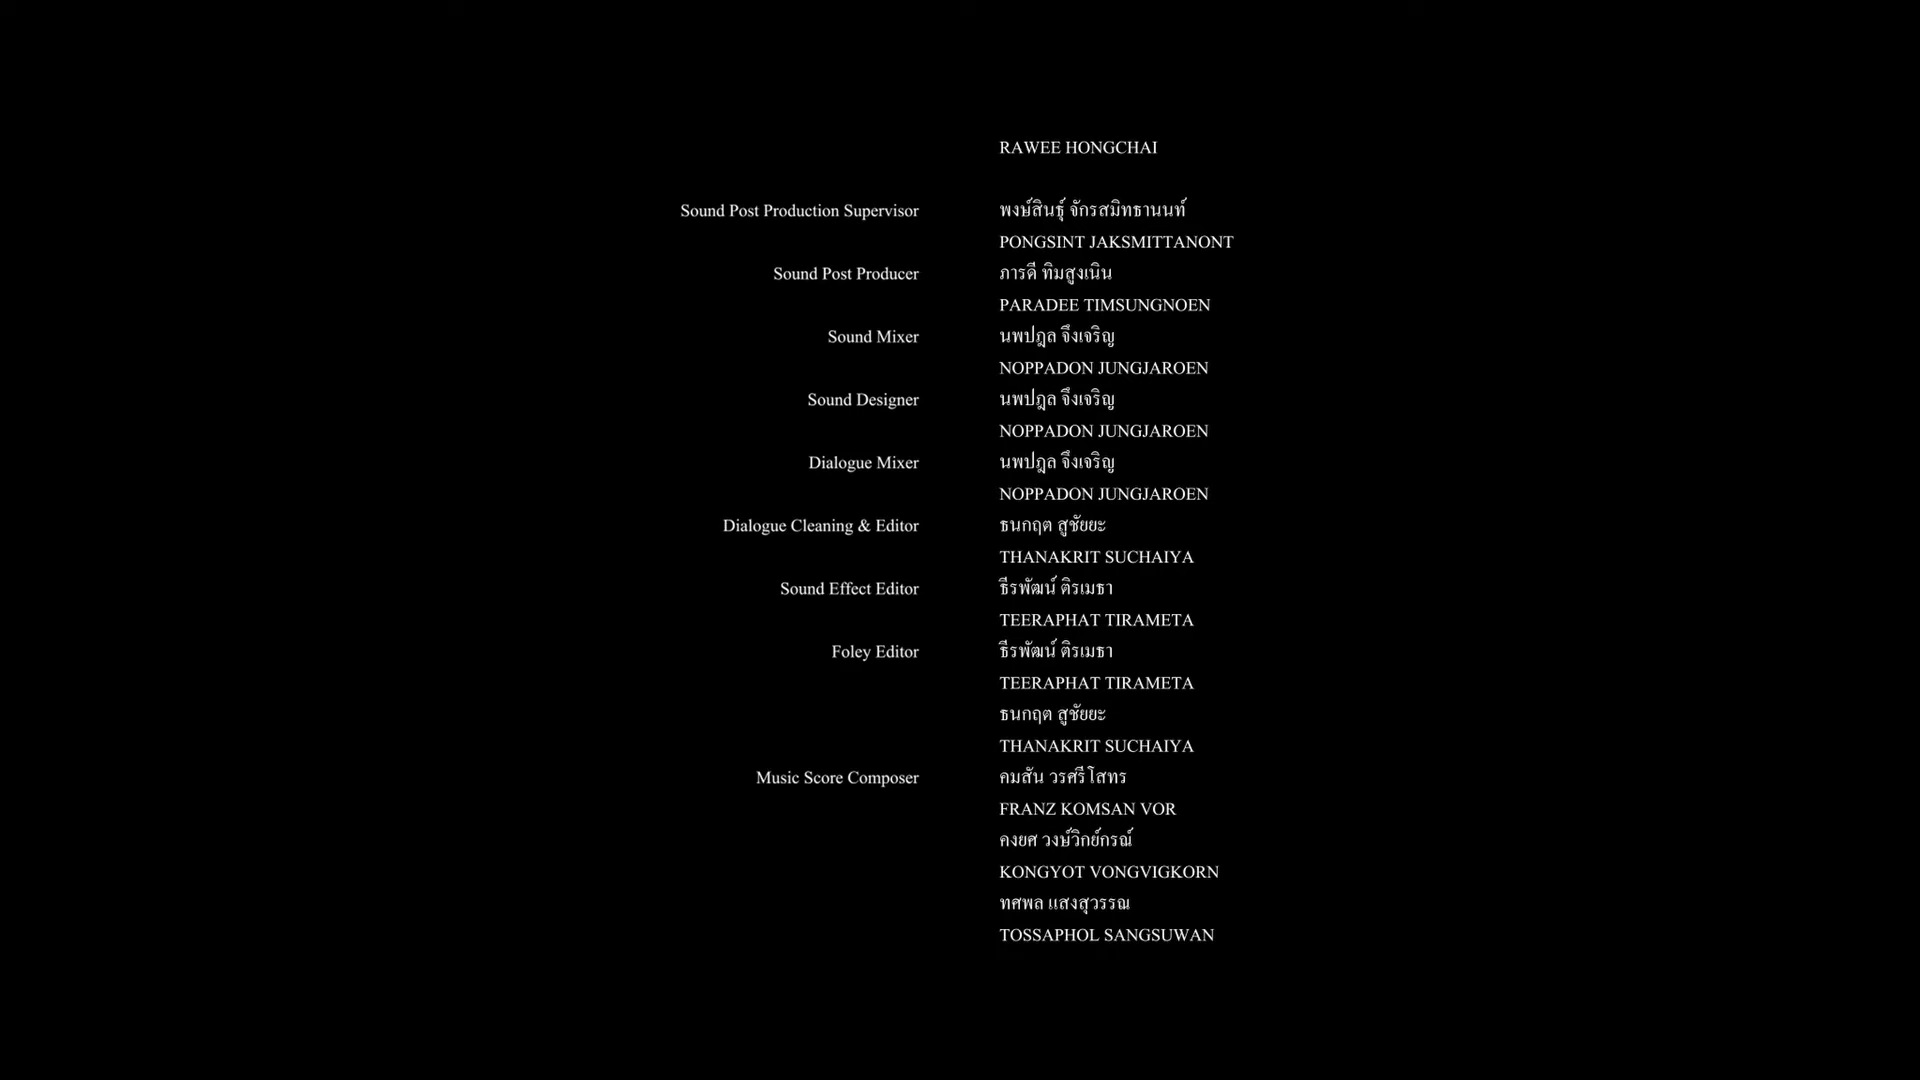 RAWEE HONGCHAI
Sound Post Production Supervisor พงษ์สินธุ์ จักรสมิทธานนท์
PONGSINT JAKSMITTANONT
Sound Post Producer ภารดี ทิมสูงเนิน
PARADEE TIMSUNGNOEN
Sound Mixer นพปฎล จึงเจริญ
NOPPADON JUNGJAROEN
Sound Designer นพปฎล จึงเจริญ
NOPPADON JUNGJAROEN
Dialogue Mixer นพปฎล จึงเจริญ
NOPPADON JUNGJAROEN
Dialogue Cleaning & Editor ธนกฤต สูชัยยะ
THANAKRIT SUCHAIYA
Sound Effect Editor ธีรพัฒน์ ติรเมธา
TEERAPHAT TIRAMETA
Foley Editor ธีรพัฒน์ ติรเมธา
TEERAPHAT TIRAMETA
ธนกฤต สูชัยยะ
THANAKRIT SUCHAIYA
Music Score Composer คมสัน วรศรีโสทร
FRANZ KOMSAN VOR
คงยศ วงษ์วิกย์กรณ์
KONGYOT VONGVIGKORN
ทศพล แสงสุวรรณ
TOSSAPHOL SANGSUWAN